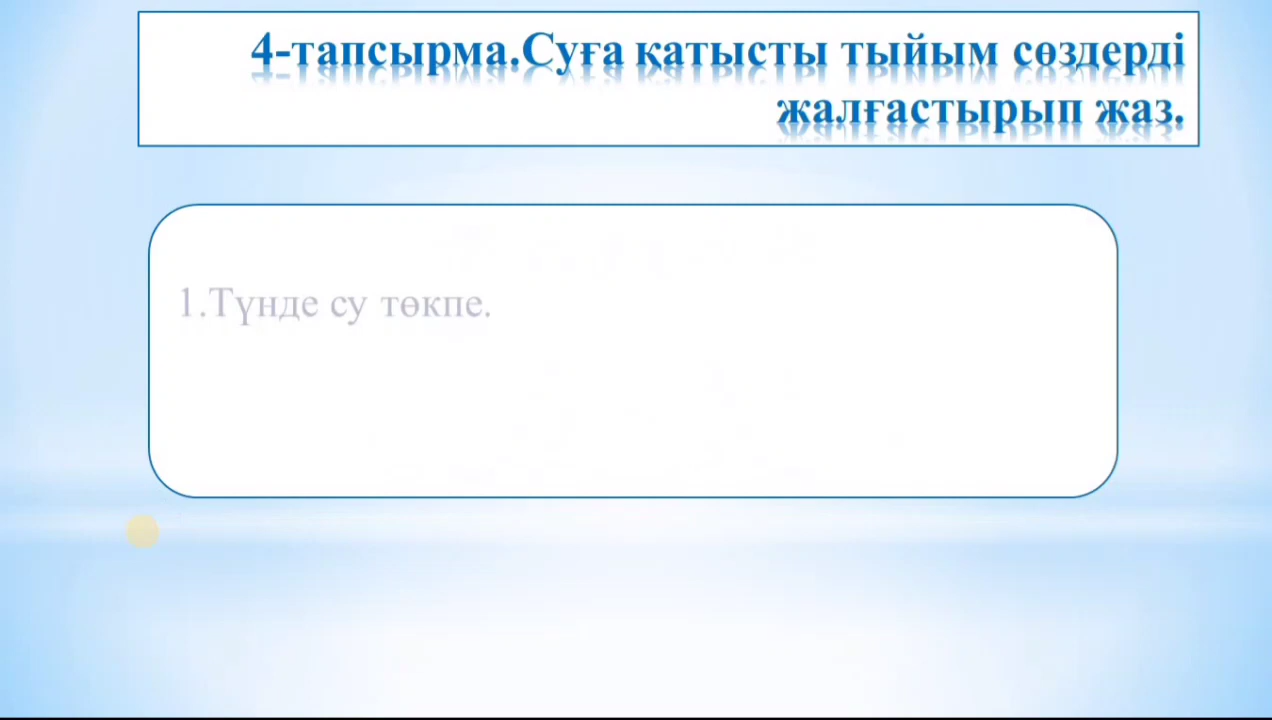 4-тапсырма.Суға қатысты тыйым сөздерді
жалғастырып жаз.
1.Түнде су төкпе.